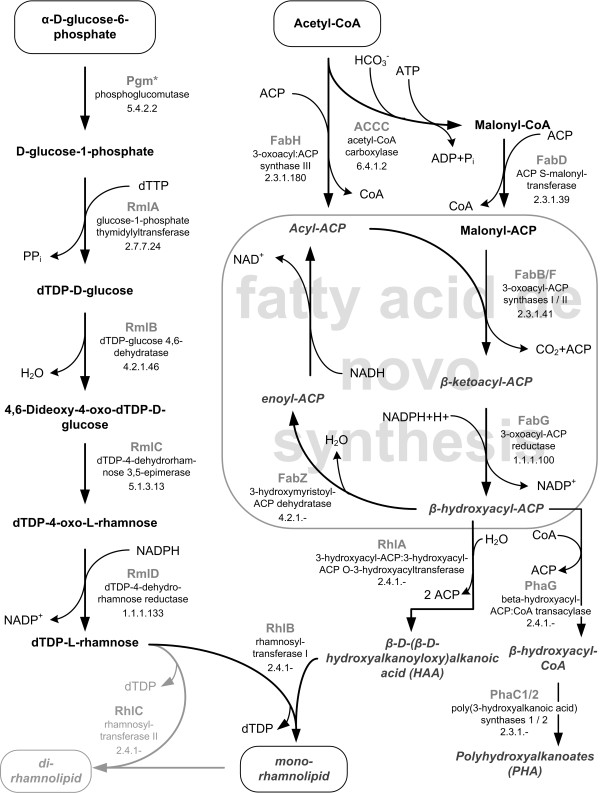 α-D-glucose-6-
phosphate
Pgm*
phosphoglucomutase
5.4.2.2
D-glucose-1-phosphate
dTTP
RmlA
glucose-1-phosphate
thymidylyltransferase
2.7.7.24
PPi
dTDP-D-glucose
RmlB
dTDP-glucose 4,6-
dehydratase
4.2.1.46
H2O
4,6-Dideoxy-4-oxo-dTDP-D-
glucose
RmlC
dTDP-4-dehydrorham-
nose 3,5-epimerase
5.1.3.13
dTDP-4-oxo-L-rhamnose
NADPH
RmlD
dTDP-4-dehydro-
rhamnose reductase
1.1.1.133
NADP+
dTDP-L-rhamnose
dTDP
RhlC
rhamnosyl-
transferase II
2.4.1-
di-
rhamnolipid
RhlB
rhamnosyl-
transferase I
2.4.1-
dTDP
mono-
rhamnolipid
Acetyl-CoA
HCO3-
ATP
ACP
FabH
3-oxoacyl:ACP
synthase III
2.3.1.180
CoA
ACCC
acetyl-CoA
carboxylase
6.4.1.2
ADP+Pi
Malonyl-CoA
ACP
FabD
ACP S-malonyl-
transferase
2.3.1.39
CoA
fatty acid de
novo
synthesis
Acyl-ACP
Malonyl-ACP
NAD+
NADH
FabB/F
3-oxoacyl-ACP
synthases I / II
2.3.1.41
CO2+ACP
enoyl-ACP
β-ketoacyl-ACP
NADPH+H+
FabG
3-oxoacyl-ACP
reductase
1.1.1.100
NADP+
H2O
FabZ
3-hydroxymyristoyl-
ACP dehydratase
4.2.1.-
β-hydroxyacyl-ACP
RhlA
3-hydroxyacyl-ACP:3-hydroxyacyl-
ACP O-3-hydroxyacyltransferase
2.4.1.-
H2O
2 ACP
β-D-(β-D-
hydroxyalkanoyloxy)alkanoic
acid (HAA)
CoA
ACP
PhaG
beta-hydroxyacyl-
ACP:CoA transacylase
2.4.1.-
β-hydroxyacyl-
CoA
PhaC1/2
poly(3-hydroxyalkanoic acid)
synthases 1 / 2
2.3.1.-
Polyhydroxyalkanoates
(PHA)